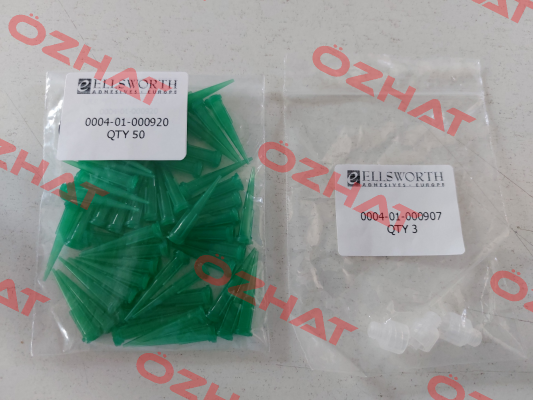 ELLSWORTH
ADHESIVES - EUROPE
0004-01-000920
QTY 50
ELLSWORTH
ADHESIVES - EUROPE
0004-01-000907
QTY 3
ÖZHAT
ÖZHAT
ÖZHAT
ÖZHAT
ÖZHAT
ÖZHAT
ÖZHAT
ÖZHAT